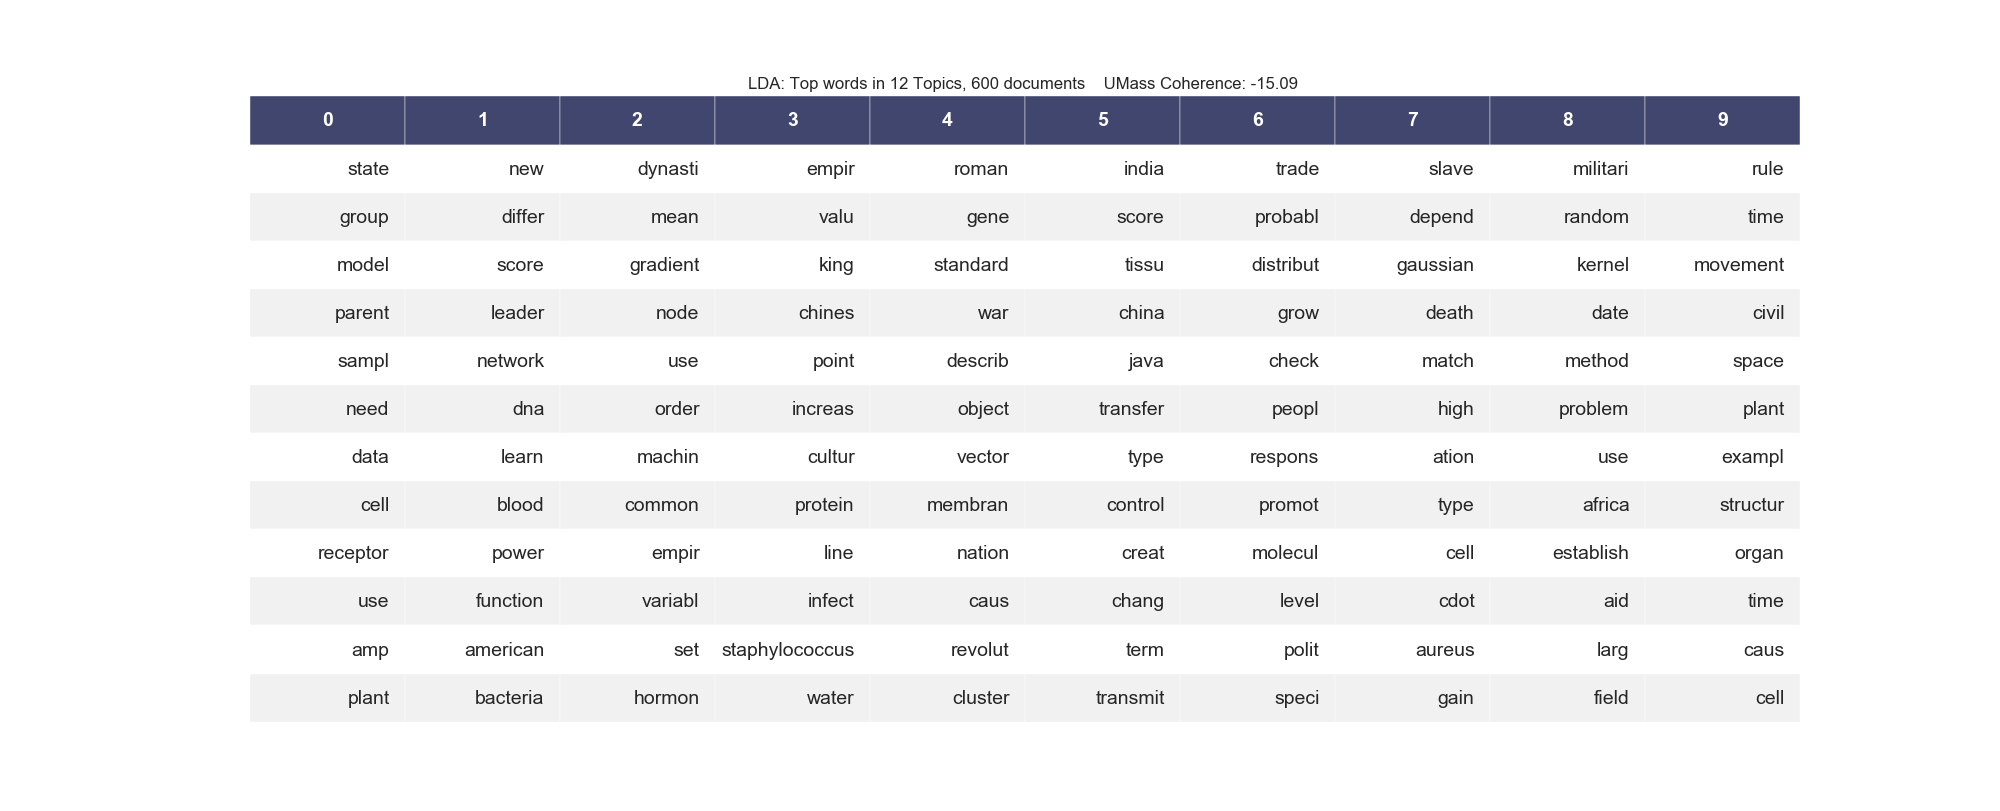 LDA: Top words in 12 Topics, 600 documents    UMass Coherence: -15.09
0 1 2 3 4 5 6 7 8 9
state new dynasti empir roman india trade slave militari rule
group differ mean valu gene score probabl depend random time
model score gradient king standard tissu distribut gaussian kernel movement
parent leader node chines war china grow death date civil
sampl network use point describ java check match method space
need dna order increas object transfer peopl high problem plant
data learn machin cultur vector type respons ation use exampl
cell blood common protein membran control promot type africa structur
receptor power empir line nation creat molecul cell establish organ
use function variabl infect caus chang level cdot aid time
amp american set staphylococcus revolut term polit aureus larg caus
plant bacteria hormon water cluster transmit speci gain field cell